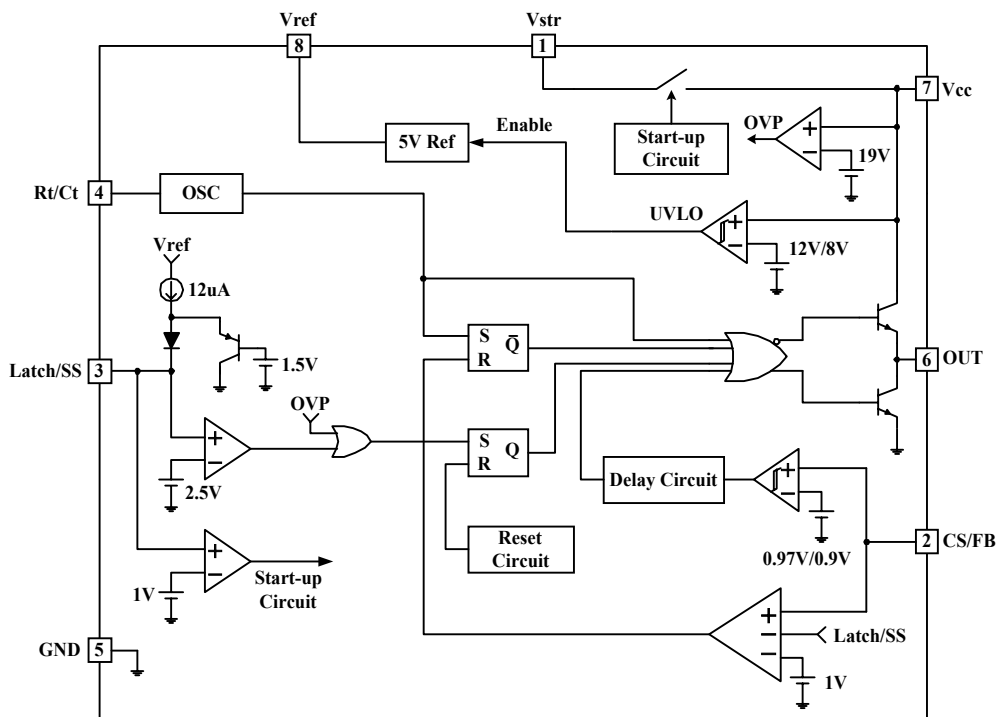 Vref
Vstr
8
1
7
Vcc
OVP
+
−
19V
5V Ref
Enable
Start-up
Circuit
Rt/Ct
4
OSC
UVLO
+
−
12V/8V
Vref
12uA
S
R
Q̅
1.5V
Latch/SS
3
6
OUT
OVP
+
−
2.5V
S
R
Q
Delay Circuit
+
−
0.97V/0.9V
2
CS/FB
Reset
Circuit
+
−
1V
Start-up
Circuit
+
−
−
Latch/SS
1V
GND
5